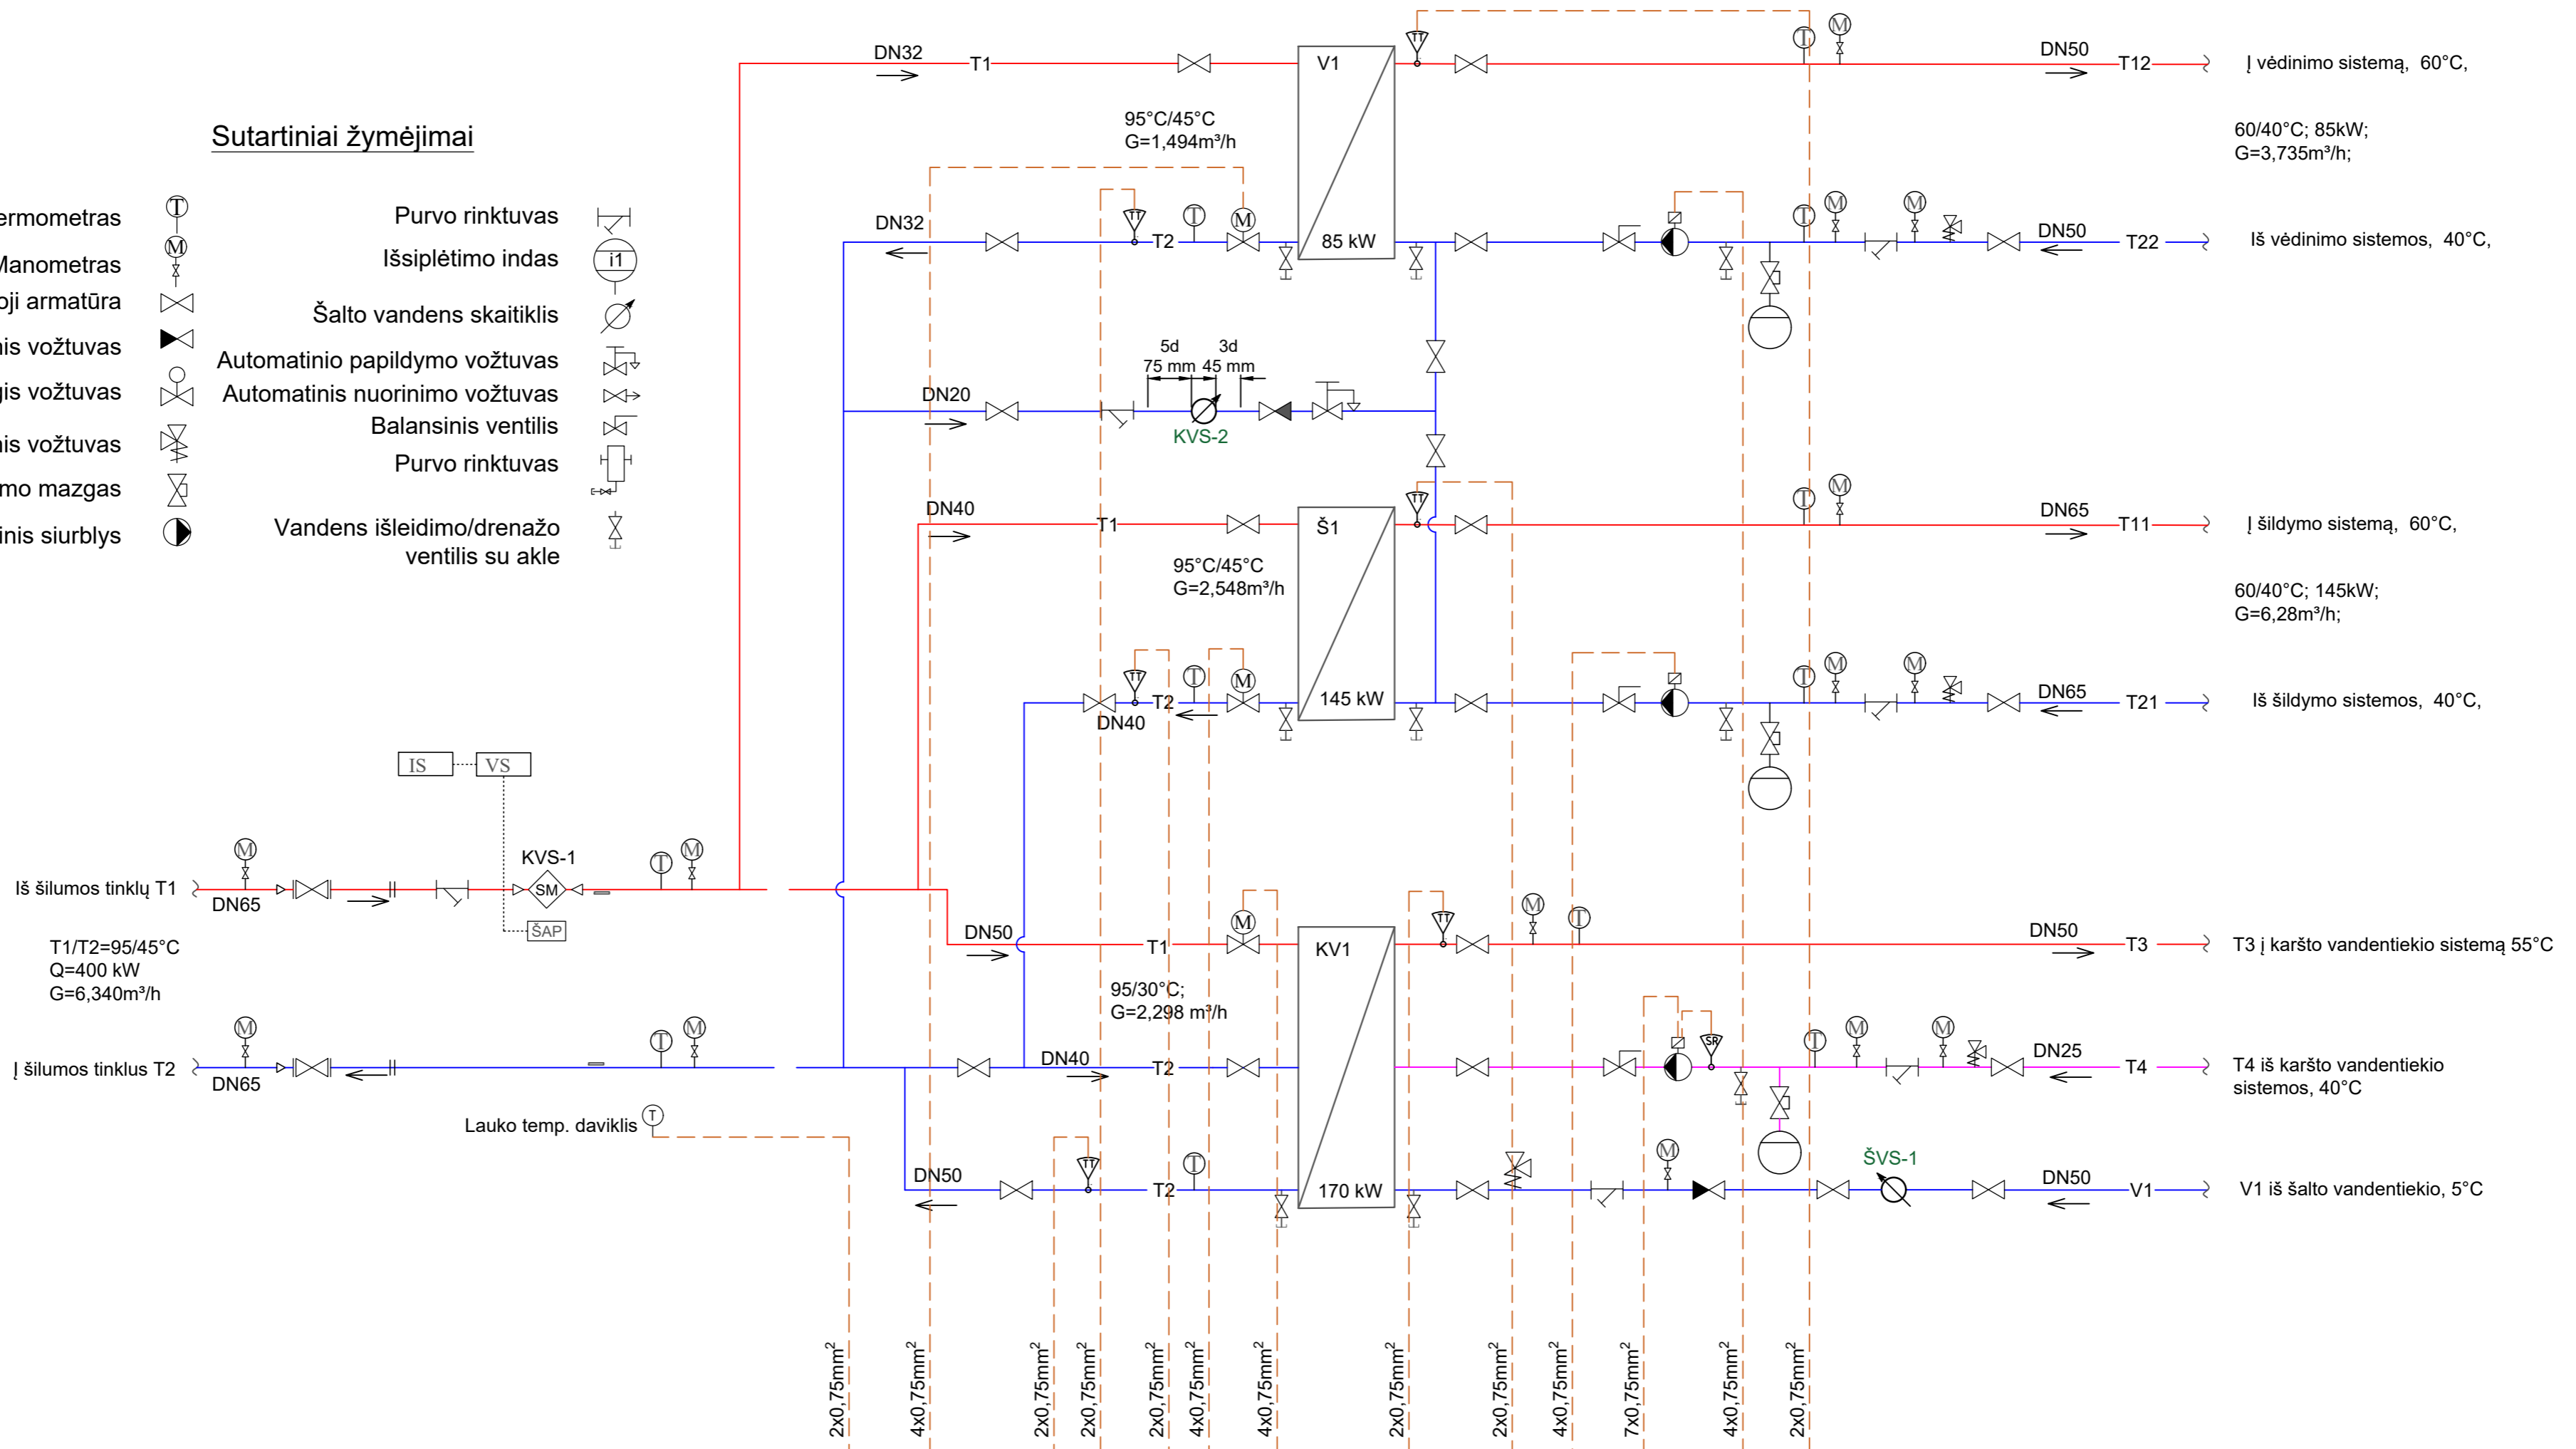 Sutartiniai žymėjimai
ermometras
T
Manometras
M
oji armatūra
nis vožtuvas
gis vožtuvas
nis vožtuvas
mo mazgas
inis siurblys
Purvo rinktuvas
Išsiplėtimo indas
i1
Šalto vandens skaitiklis
Automatinio papildymo vožtuvas
Automatinis nuorinimo vožtuvas
Balansinis ventilis
Purvo rinktuvas
Vandens išleidimo/drenažo
ventilis su akle
DN32
T1
V1
TT
T
M
DN50
T12
Į vėdinimo sistemą, 60°C,
95°C/45°C
G=1,494m³/h
60/40°C; 85kW;
G=3,735m³/h;
DN32
TT
T2
T
M
85 kW
T
M
M
DN50
T22
Iš vėdinimo sistemos, 40°C,
5d
3d
75 mm
45 mm
DN20
KVS-2
DN40
T1
Š1
TT
T
M
DN65
T11
Į šildymo sistemą, 60°C,
95°C/45°C
G=2,548m³/h
60/40°C; 145kW;
G=6,28m³/h;
TT
T2
T
M
DN40
145 kW
T
M
M
DN65
T21
Iš šildymo sistemos, 40°C,
IS
VS
KVS-1
Iš šilumos tinklų T1
M
DN65
SM
T
M
ŠAP
T1/T2=95/45°C
Q=400 kW
G=6,340m³/h
DN50
T1
M
KV1
TT
M
T
DN50
T3
T3 į karšto vandentiekio sistemą 55°C
95/30°C;
G=2,298 m³/h
Į šilumos tinklus T2
M
DN65
T
M
DN40
T2
SR
T
M
M
DN25
T4
T4 iš karšto vandentiekio
sistemos, 40°C
Lauko temp. daviklis
T
DN50
TT
T2
T
170 kW
M
ŠVS-1
DN50
V1
V1 iš šalto vandentiekio, 5°C
2x0,75mm²
4x0,75mm²
2x0,75mm²
2x0,75mm²
2x0,75mm²
4x0,75mm²
4x0,75mm²
2x0,75mm²
2x0,75mm²
4x0,75mm²
7x0,75mm²
4x0,75mm²
2x0,75mm²